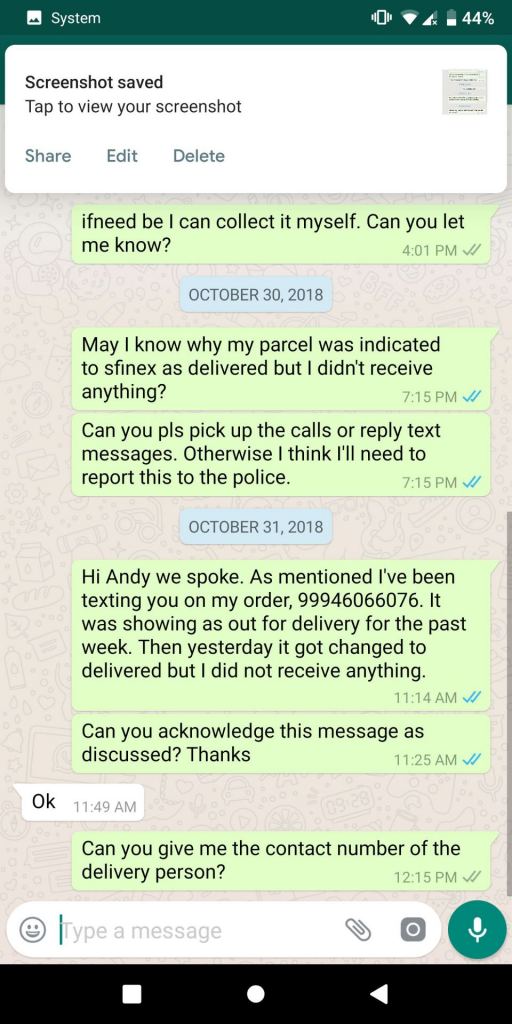 System
44%
Screenshot saved
Tap to view your screenshot
Share Edit Delete
ifneed be I can collect it myself. Can you let
me know?
4:01 PM
OCTOBER 30, 2018
May I know why my parcel was indicated
to sfinex as delivered but I didn't receive
anything?
7:15 PM
Can you pls pick up the calls or reply text
messages. Otherwise I think I'll need to
report this to the police.
7:15 PM
OCTOBER 31, 2018
Hi Andy we spoke. As mentioned I've been
texting you on my order, 99946066076. It
was showing as out for delivery for the past
week. Then yesterday it got changed to
delivered but I did not receive anything.
11:14 AM
Can you acknowledge this message as
discussed? Thanks
11:25 AM
Ok
11:49 AM
Can you give me the contact number of the
delivery person?
12:15 PM
Type a message